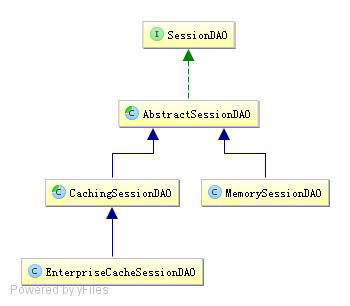 I SessionDAO
C AbstractSessionDAO
C CachingSessionDAO
C MemorySessionDAO
C EnterpriseCacheSessionDAO
Powered by yFiles